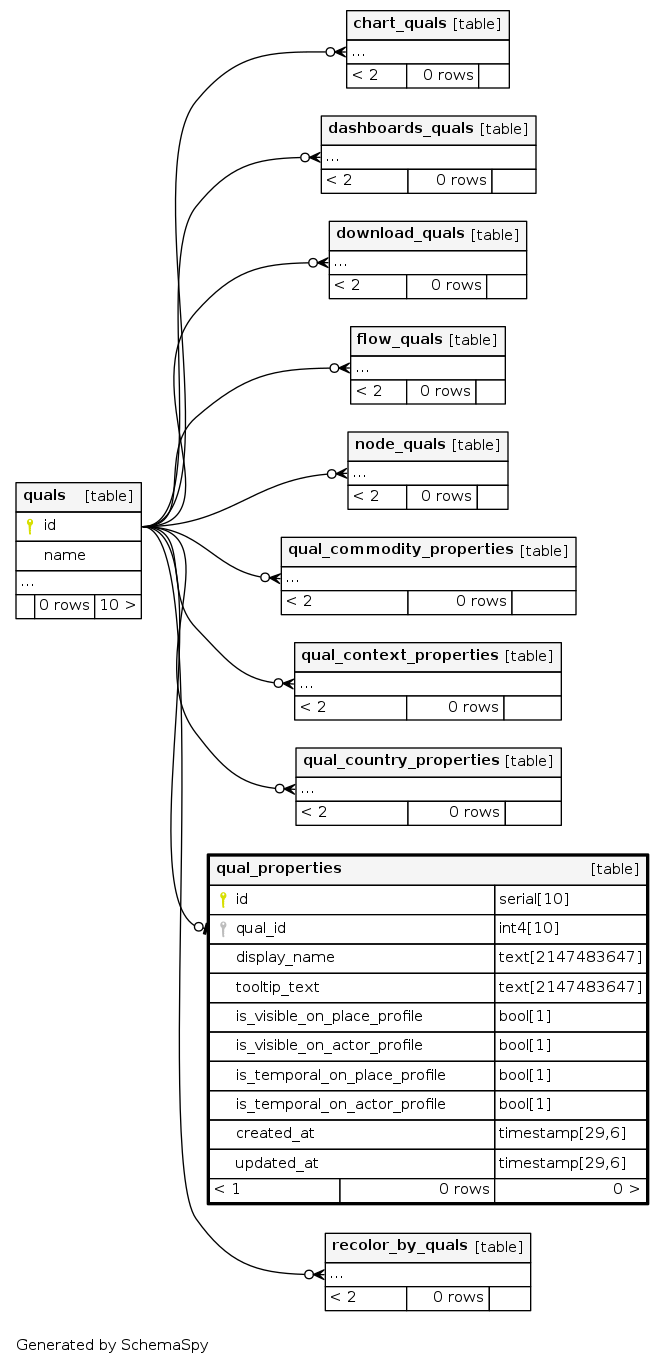 chart_quals [table]
...
< 2 0 rows
dashboards_quals [table]
...
< 2 0 rows
download_quals [table]
...
< 2 0 rows
flow_quals [table]
...
< 2 0 rows
node_quals [table]
...
< 2 0 rows
quals [table]
id
name
...
0 rows 10 >
qual_commodity_properties [table]
...
< 2 0 rows
qual_context_properties [table]
...
< 2 0 rows
qual_country_properties [table]
...
< 2 0 rows
qual_properties [table]
id serial[10]
qual_id int4[10]
display_name text[2147483647]
tooltip_text text[2147483647]
is_visible_on_place_profile bool[1]
is_visible_on_actor_profile bool[1]
is_temporal_on_place_profile bool[1]
is_temporal_on_actor_profile bool[1]
created_at timestamp[29,6]
updated_at timestamp[29,6]
< 1 0 rows 0 >
recolor_by_quals [table]
...
< 2 0 rows
Generated by SchemaSpy